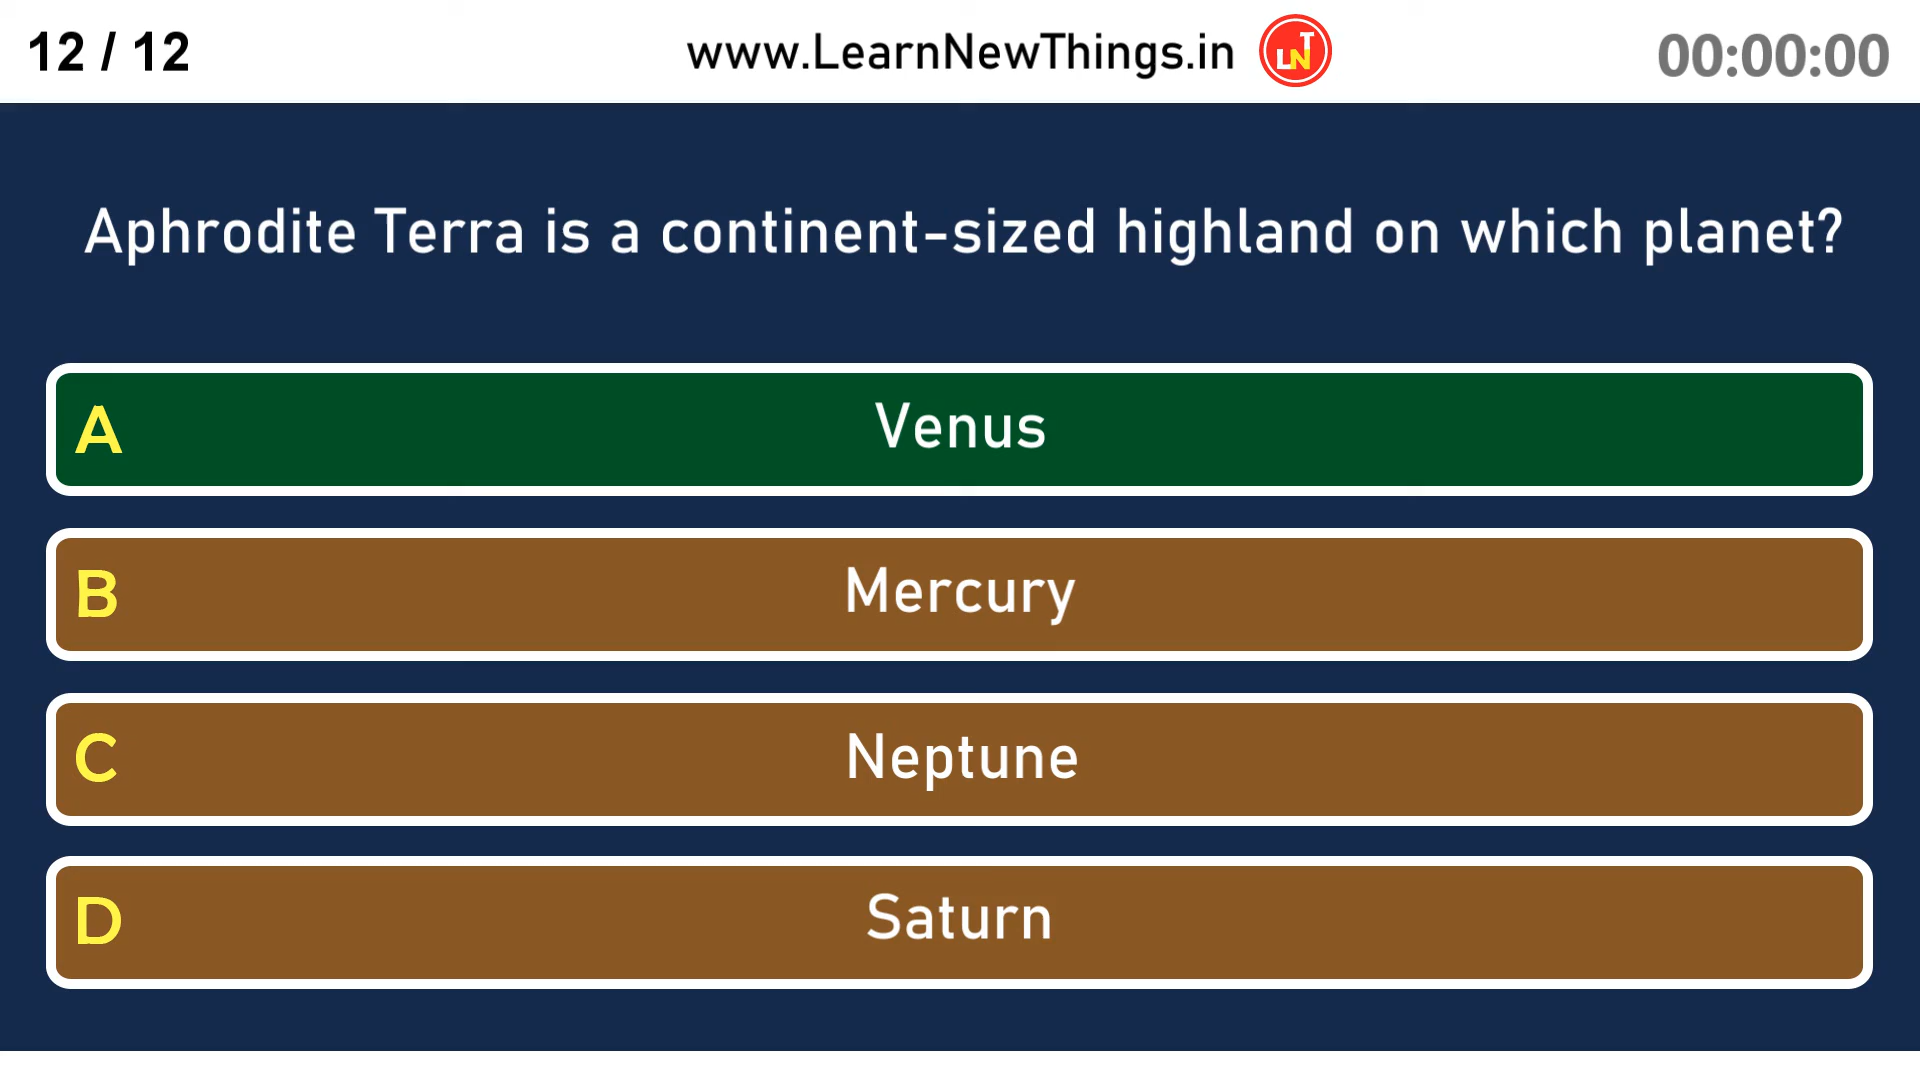 12 / 12
www.LearnNewThings.in
LNT
00:00:00
Aphrodite Terra is a continent-sized highland on which planet?
A Venus
B Mercury
C Neptune
D Saturn